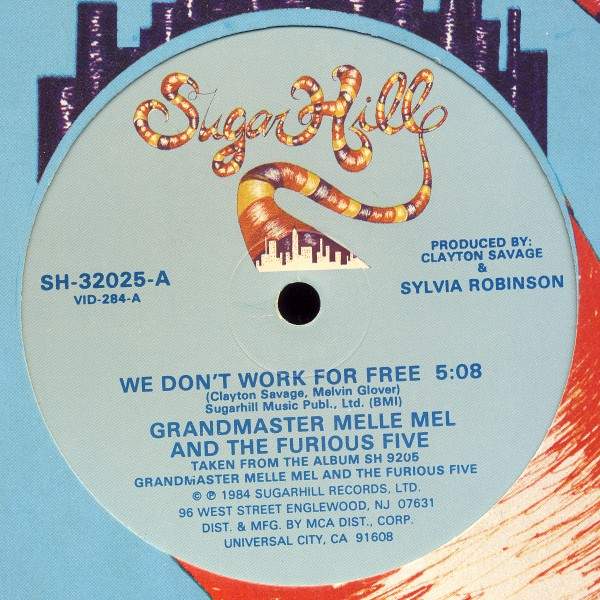 Sugar Hill
PRODUCED BY:
CLAYTON SAVAGE
&
SYLVIA ROBINSON
SH-32025-A
VID-284-A
WE DON'T WORK FOR FREE 5:08
(Clayton Savage, Melvin Glover)
Sugarhill Music Publ., Ltd. (BMI)
GRANDMASTER MELLE MEL
AND THE FURIOUS FIVE
TAKEN FROM THE ALBUM SH 9205
GRANDMASTER MELLE MEL AND THE FURIOUS FIVE
© ℗ 1984 SUGARHILL RECORDS, LTD.
96 WEST STREET ENGLEWOOD, NJ 07631
DIST. & MFG. BY MCA DIST., CORP.
UNIVERSAL CITY, CA 91608